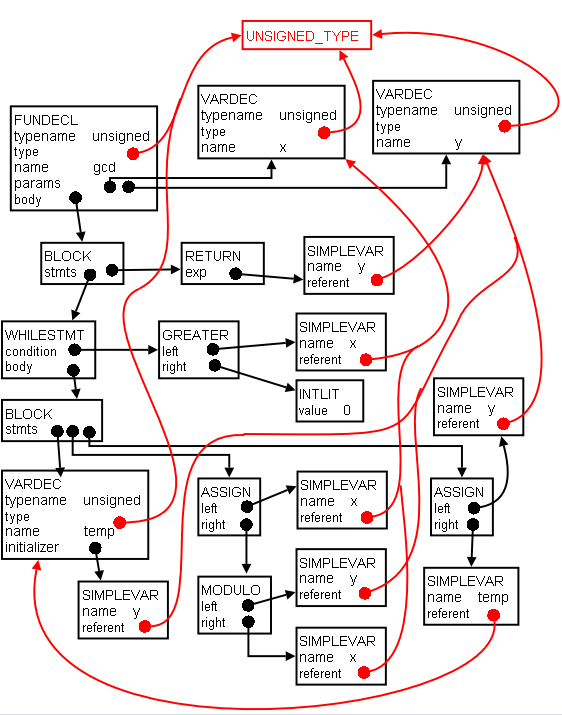 UNSIGNED_TYPE
VARDEC
typename unsigned
type
name x
VARDEC
typename unsigned
type
name y
FUNDECL
typename unsigned
type
name gcd
params
body
BLOCK
stmts
RETURN
exp
SIMPLEVAR
name y
referent
WHILESTMT
condition
body
GREATER
left
right
SIMPLEVAR
name x
referent
INTLIT
value 0
BLOCK
stmts
SIMPLEVAR
name y
referent
VARDEC
typename unsigned
type
name temp
initializer
ASSIGN
left
right
SIMPLEVAR
name x
referent
ASSIGN
left
right
SIMPLEVAR
name y
referent
MODULO
left
right
SIMPLEVAR
name y
referent
SIMPLEVAR
name temp
referent
SIMPLEVAR
name x
referent